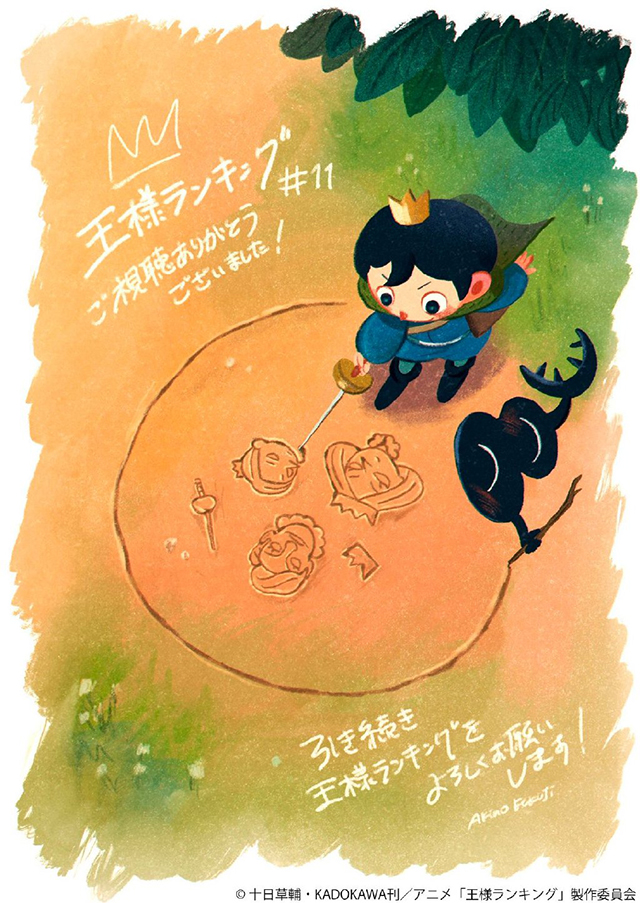 王様ランキング #11
ご視聴ありがとう
ございました!
引き続き
王様ランキングを
よろしくお願い
します!
AKino FUKUJI
© 十日草輔・KADOKAWA刊／アニメ「王様ランキング」製作委員会